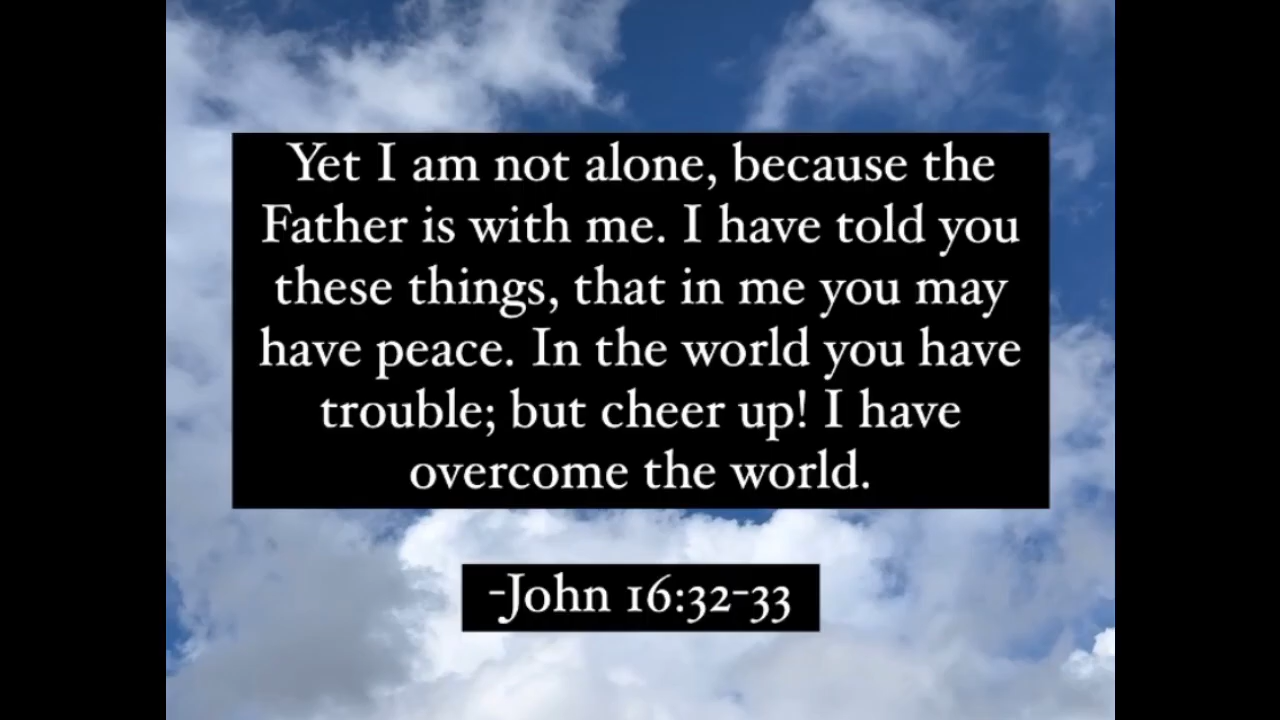 Yet I am not alone, because the
Father is with me. I have told you
these things, that in me you may
have peace. In the world you have
trouble; but cheer up! I have
overcome the world.
-John 16:32-33